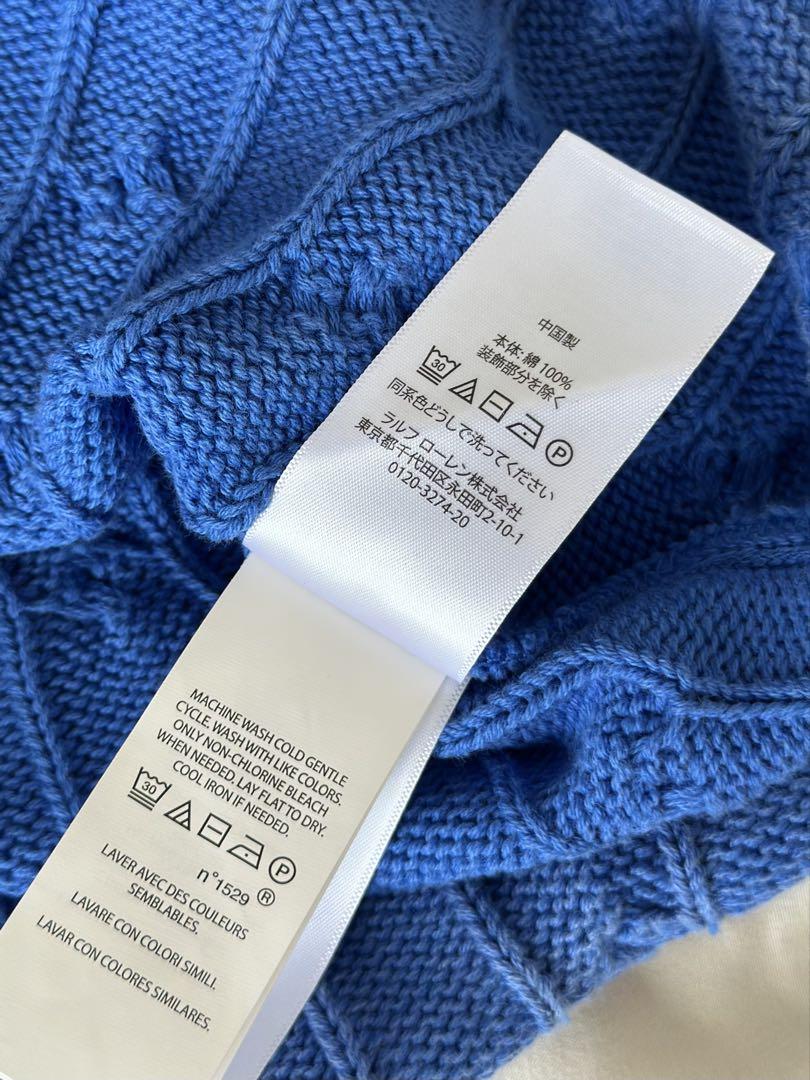 中国製
本体: 綿 100%
装飾部分を除く
30 P
同系色どうしで洗ってください
ラルフ ローレン株式会社
東京都千代田区永田町2-10-1
0120-3274-20
MACHINE WASH COLD GENTLE
CYCLE. WASH WITH LIKE COLORS.
ONLY NON-CHLORINE BLEACH
WHEN NEEDED. LAY FLAT TO DRY.
COOL IRON IF NEEDED.
30 P
n°1529 ®
LAVER AVEC DES COULEURS
SEMBLABLES.
LAVARE CON COLORI SIMILI.
LAVAR CON COLORES SIMILARES.